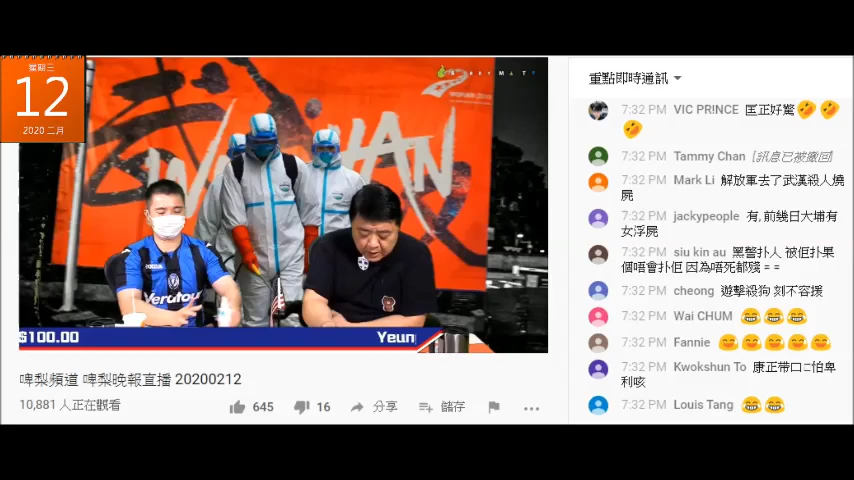 星期三
12
2020 二月
WUHAN
武漢
Veratour
$100.00
Yeun
啤梨頻道 啤梨晚報直播 20200212
10,881 人正在觀看
645
16
分享
儲存
重點即時通訊
7:32 PM VIC PRINCE 匡正好驚🤣🤣
🤣
7:32 PM Tammy Chan [訊息已被撤回]
7:32 PM Mark Li 解放軍去了武漢殺人燒
屍
7:32 PM jackypeople 有, 前幾日大埔有
女浮屍
7:32 PM siu kin au 黑警扑人 被佢扑果
個唔會扑佢 因為唔死都殘 = =
7:32 PM cheong 遊擊殺狗 刻不容援
7:32 PM Wai CHUM 😂😂😂
7:32 PM Fannie 🤗🤗🤗🤗🤗
7:32 PM Kwokshun To 康正带口□怕卑
利咳
7:32 PM Louis Tang 😂😂